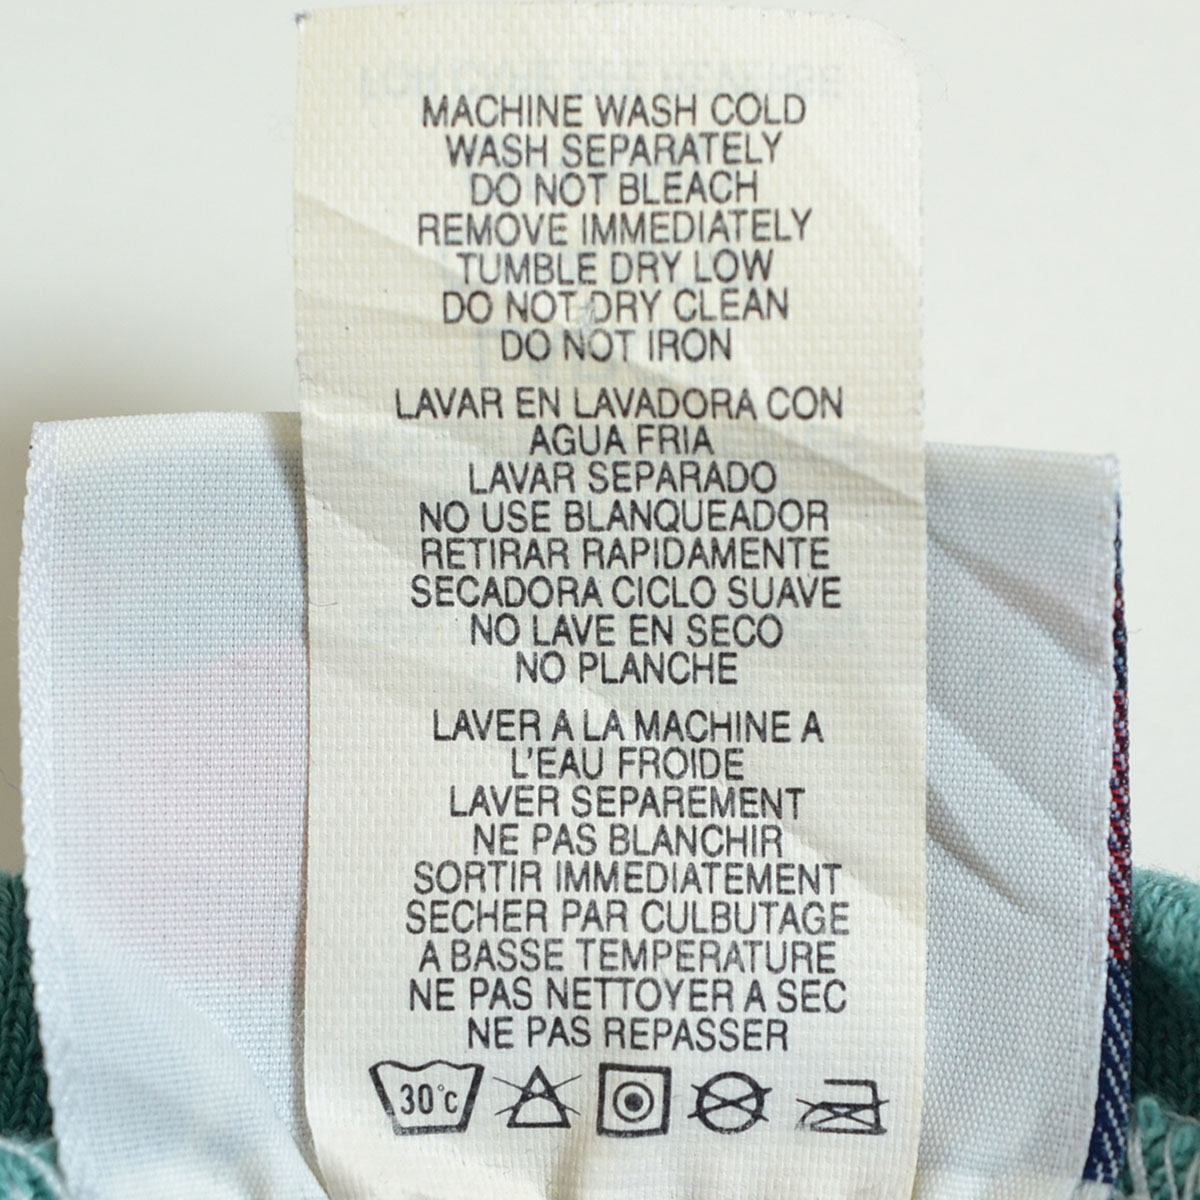 MACHINE WASH COLD
WASH SEPARATELY
DO NOT BLEACH
REMOVE IMMEDIATELY
TUMBLE DRY LOW
DO NOT DRY CLEAN
DO NOT IRON
LAVAR EN LAVADORA CON
AGUA FRIA
LAVAR SEPARADO
NO USE BLANQUEADOR
RETIRAR RAPIDAMENTE
SECADORA CICLO SUAVE
NO LAVE EN SECO
NO PLANCHE
LAVER A LA MACHINE A
L'EAU FROIDE
LAVER SEPAREMENT
NE PAS BLANCHIR
SORTIR IMMEDIATEMENT
SECHER PAR CULBUTAGE
A BASSE TEMPERATURE
NE PAS NETTOYER A SEC
NE PAS REPASSER
30°C